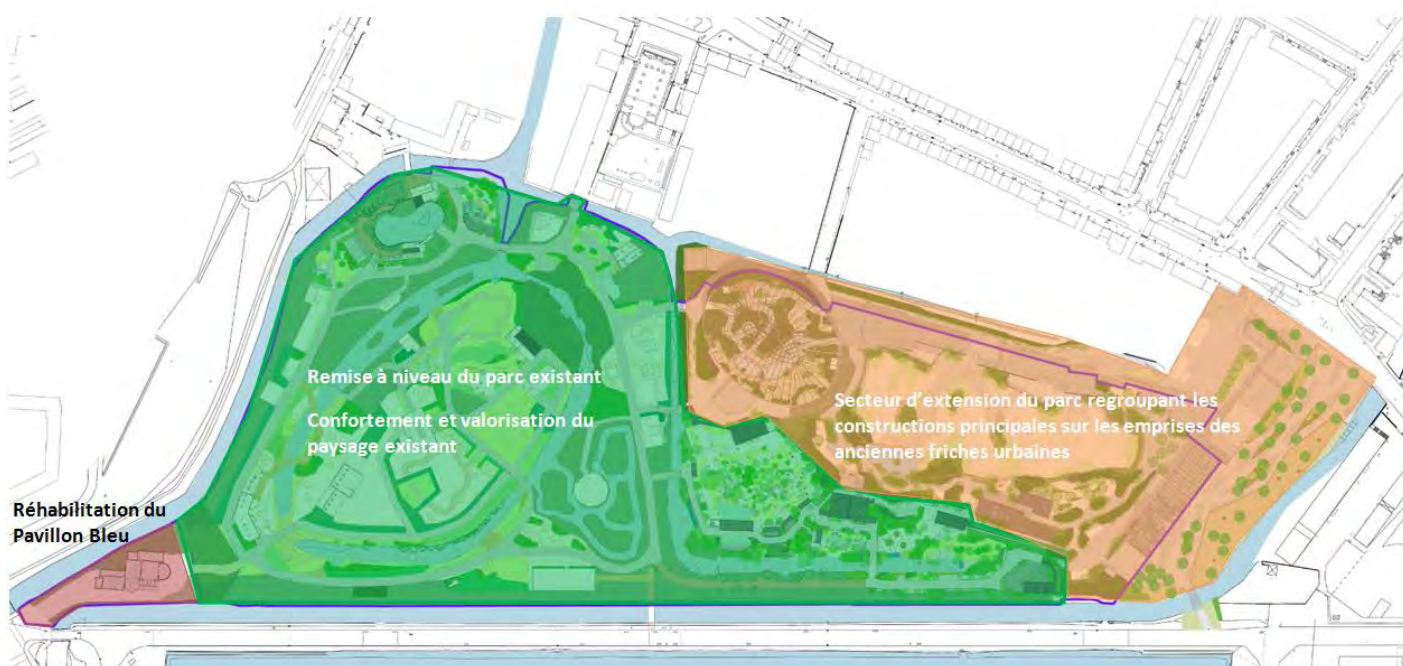 Remise à niveau du parc existant
Confortement et valorisation du
paysage existant
Secteur d'extension du parc regroupant les
constructions principales sur les emprises des
anciennes friches urbaines
Réhabilitation du
Pavillon Bleu